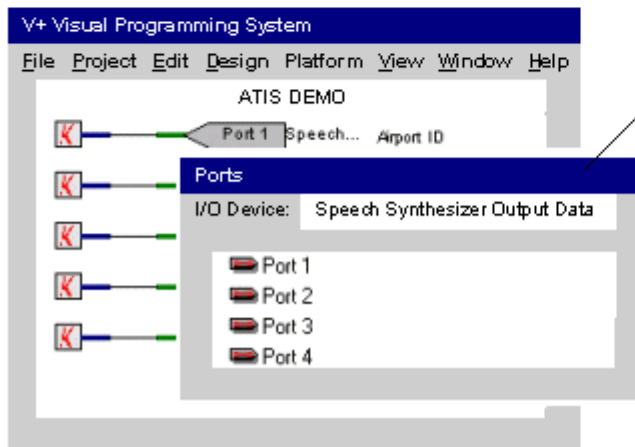 V+ Visual Programming System
File Project Edit Design Platform View Window Help
ATIS DEMO
Port 1 Speech... Airport ID
Ports
I/O Device: Speech Synthesizer Output Data
Port 1
Port 2
Port 3
Port 4